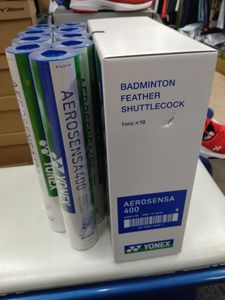 AEROSENSA 400
YONEX
BADMINTON
FEATHER
SHUTTLECOCK
1DOZ.×10
AEROSENSA
400
YONEX